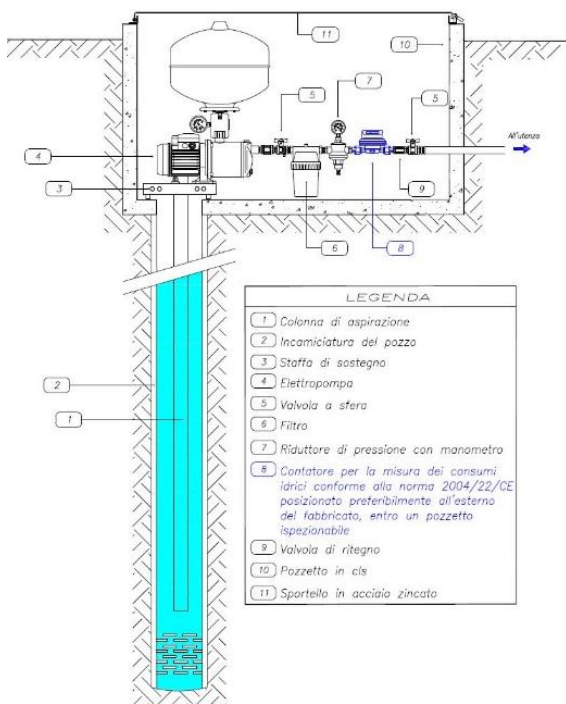 11
10
5
7
5
All'utenza
4
3
9
6
8
2
1
LEGENDA
1 Colonna di aspirazione
2 Incamiciatura del pozzo
3 Staffa di sostegno
4 Elettropompa
5 Valvola a sfera
6 Filtro
7 Riduttore di pressione con manometro
8 Contatore per la misura dei consumi
idrici conforme alla norma 2004/22/CE
posizionato preferibilmente all'esterno
del fabbricato, entro un pozzetto
ispezionabile
9 Valvola di ritegno
10 Pozzetto in cls
11 Sportello in acciaio zincato